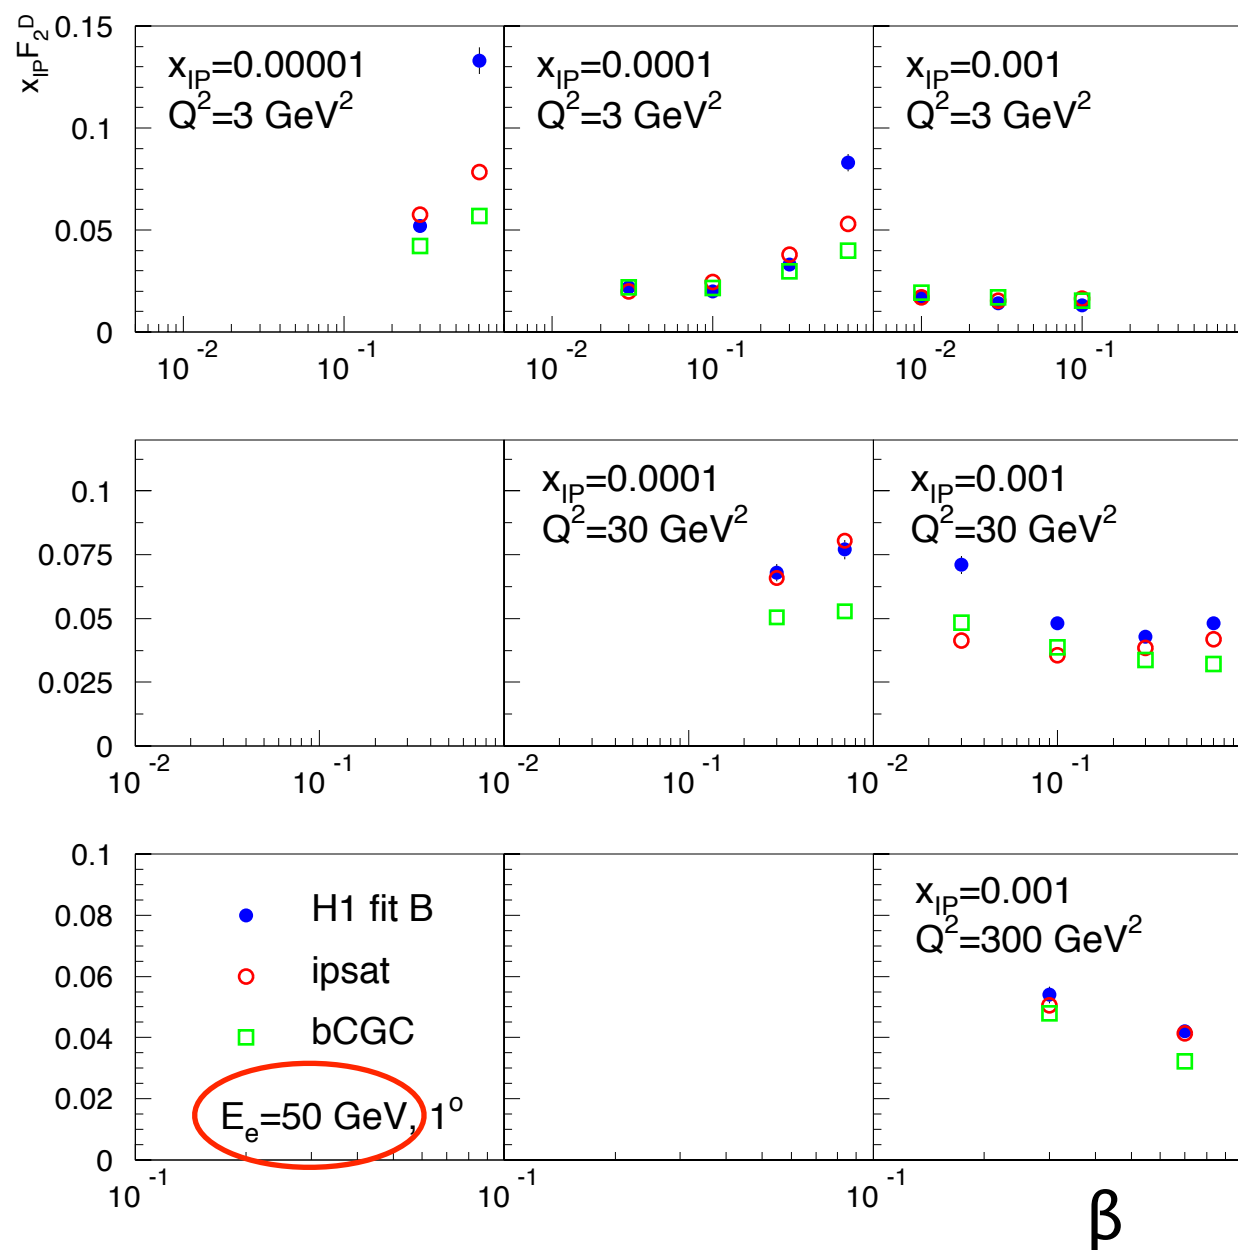 x_IP F_2^D
0.15
0.1
0.05
0
x_IP=0.00001
Q^2=3 GeV^2
x_IP=0.0001
Q^2=3 GeV^2
x_IP=0.001
Q^2=3 GeV^2
10^-2 10^-1 10^-2 10^-1 10^-2 10^-1
0.1
0.075
0.05
0.025
0
x_IP=0.0001
Q^2=30 GeV^2
x_IP=0.001
Q^2=30 GeV^2
10^-2 10^-1 10^-2 10^-1 10^-2 10^-1
0.1
0.08
0.06
0.04
0.02
0
H1 fit B
ipsat
bCGC
E_e=50 GeV, 1^o
x_IP=0.001
Q^2=300 GeV^2
10^-1 10^-1 10^-1
β